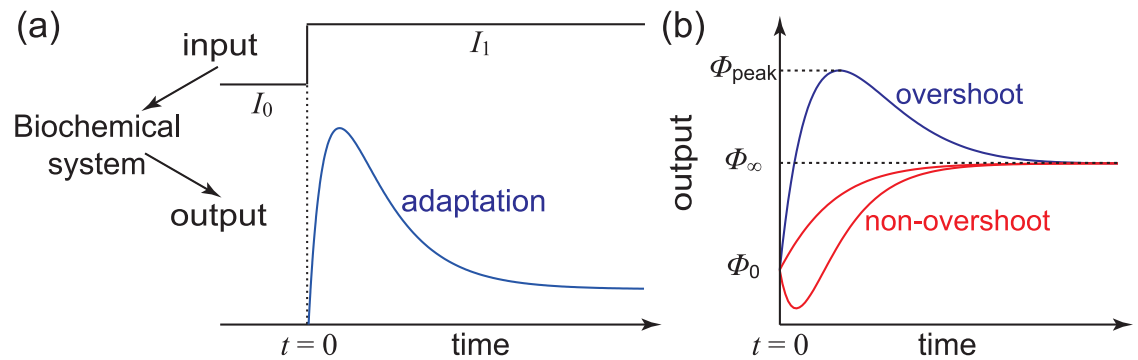 (a)
input
I₀
I₁
Biochemical
system
output
adaptation
t = 0
time
(b)
output
Φpeak
Φ∞
Φ₀
overshoot
non-overshoot
t = 0
time